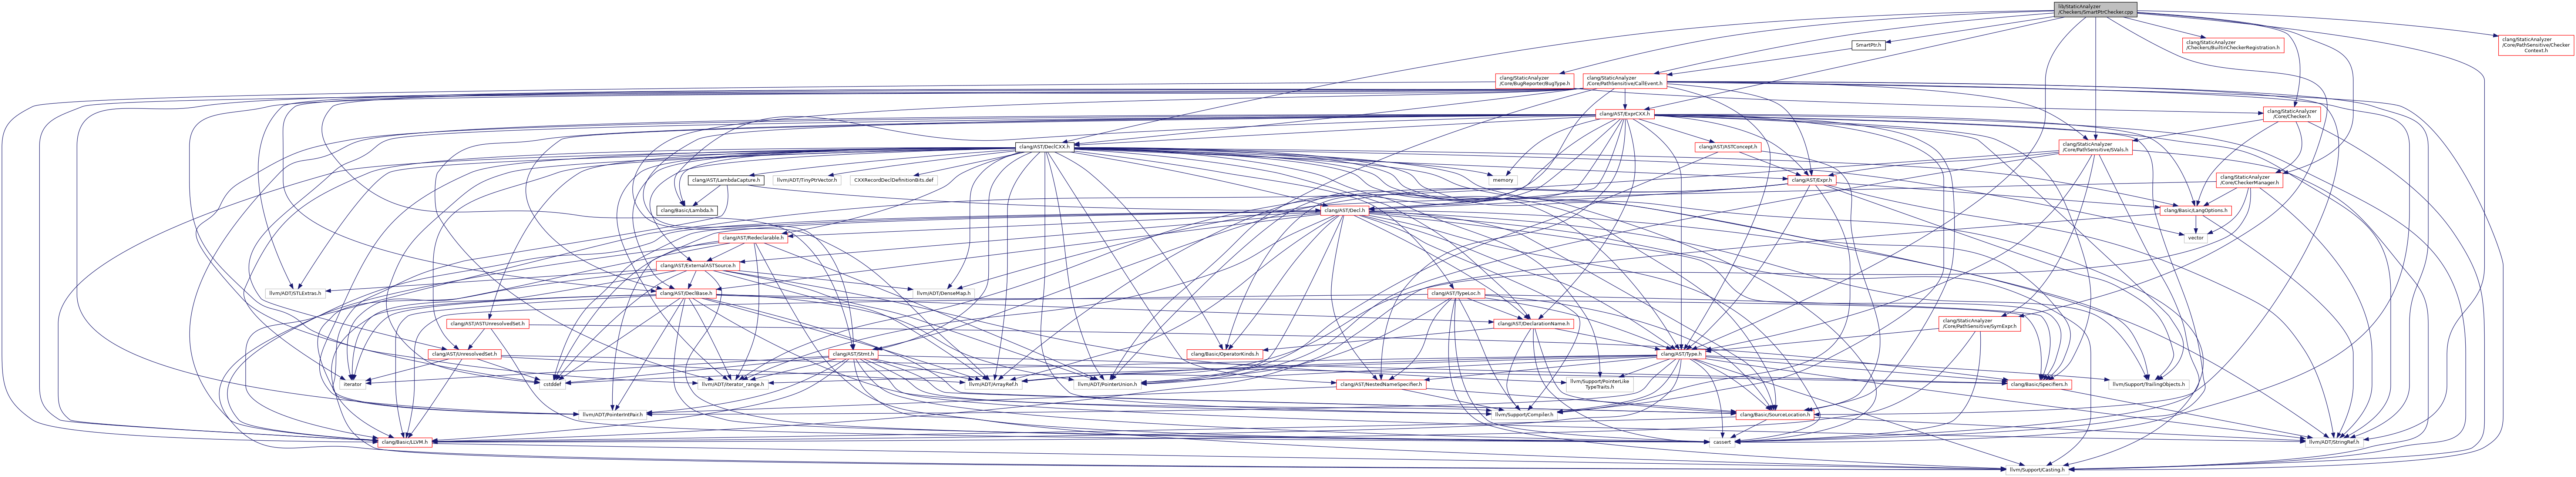 lib/StaticAnalyzer
/Checkers/SmartPtrChecker.cpp
SmartPtr.h
clang/StaticAnalyzer
/Checkers/BuiltinCheckerRegistration.h
clang/StaticAnalyzer
/Core/PathSensitive/Checker
Context.h
clang/StaticAnalyzer
/Core/BugReporter/BugType.h
clang/StaticAnalyzer
/Core/PathSensitive/CallEvent.h
clang/AST/ExprCXX.h
clang/StaticAnalyzer
/Core/Checker.h
clang/AST/DeclCXX.h
clang/AST/ASTConcept.h
clang/StaticAnalyzer
/Core/PathSensitive/SVals.h
clang/AST/LambdaCapture.h
llvm/ADT/TinyPtrVector.h
CXXRecordDeclDefinitionBits.def
memory
clang/AST/Expr.h
clang/StaticAnalyzer
/Core/CheckerManager.h
clang/Basic/Lambda.h
clang/AST/Decl.h
clang/Basic/LangOptions.h
clang/AST/Redeclarable.h
vector
clang/AST/ExternalASTSource.h
llvm/ADT/STLExtras.h
clang/AST/DeclBase.h
llvm/ADT/DenseMap.h
clang/AST/TypeLoc.h
clang/AST/ASTUnresolvedSet.h
clang/AST/DeclarationName.h
clang/StaticAnalyzer
/Core/PathSensitive/SymExpr.h
clang/AST/UnresolvedSet.h
clang/AST/Stmt.h
clang/Basic/OperatorKinds.h
clang/AST/Type.h
iterator
cstddef
llvm/ADT/iterator_range.h
llvm/ADT/ArrayRef.h
llvm/ADT/PointerUnion.h
clang/AST/NestedNameSpecifier.h
llvm/Support/PointerLike
TypeTraits.h
clang/Basic/Specifiers.h
llvm/Support/TrailingObjects.h
llvm/ADT/PointerIntPair.h
llvm/Support/Compiler.h
clang/Basic/SourceLocation.h
clang/Basic/LLVM.h
cassert
llvm/ADT/StringRef.h
llvm/Support/Casting.h